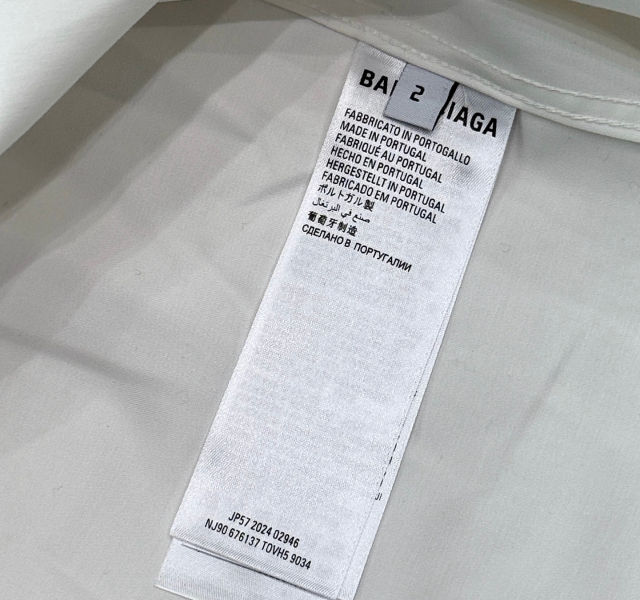 BA 2 IAGA
FABBRICATO IN PORTOGALLO
MADE IN PORTUGAL
FABRIQUÉ AU PORTUGAL
HECHO EN PORTUGAL
HERGESTELLT IN PORTUGAL
FABRICADO EM PORTUGAL
ポルトガル製
صنع في البرتغال
葡萄牙制造
СДЕЛАНО В ПОРТУГАЛИИ
JP57 2024 02946
NJ90 676137 TOVH5 9034